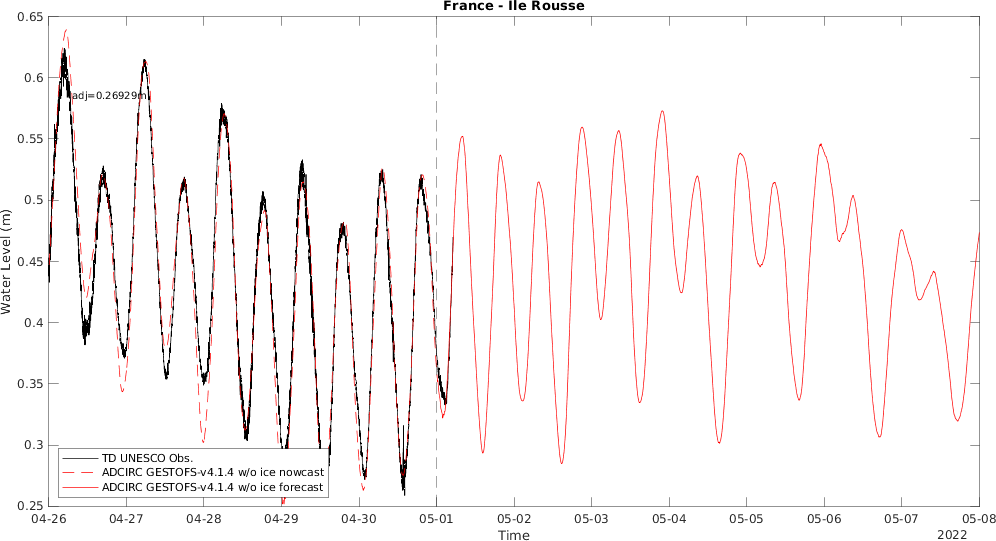 France - Ile Rousse
0.65
0.6
0.55
0.5
0.45
0.4
0.35
0.3
0.25
Water Level (m)
adj=0.26929m
TD UNESCO Obs.
ADCIRC GESTOFS-v4.1.4 w/o ice nowcast
ADCIRC GESTOFS-v4.1.4 w/o ice forecast
04-26 04-27 04-28 04-29 04-30 05-01 05-02 05-03 05-04 05-05 05-06 05-07 05-08
Time
2022